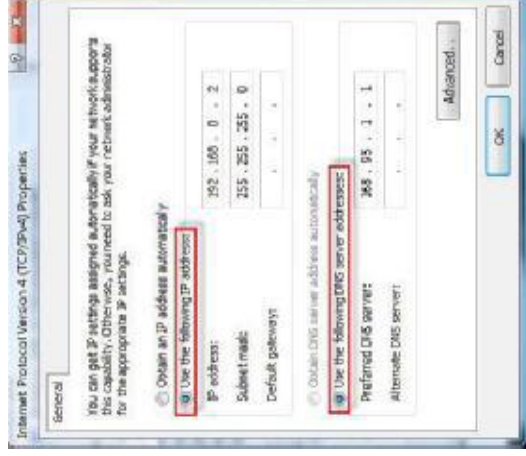 Internet Protocol Version 4 (TCP/IPv4) Properties
General
You can get IP settings assigned automatically if your network supports
this capability. Otherwise, you need to ask your network administrator
for the appropriate IP settings.
Obtain an IP address automatically
Use the following IP address:
IP address: 192 . 168 . 0 . 2
Subnet mask: 255 . 255 . 255 . 0
Default gateway: . . .
Obtain DNS server address automatically
Use the following DNS server addresses:
Preferred DNS server: 168 . 95 . 1 . 1
Alternate DNS server: . . .
Advanced...
OK Cancel